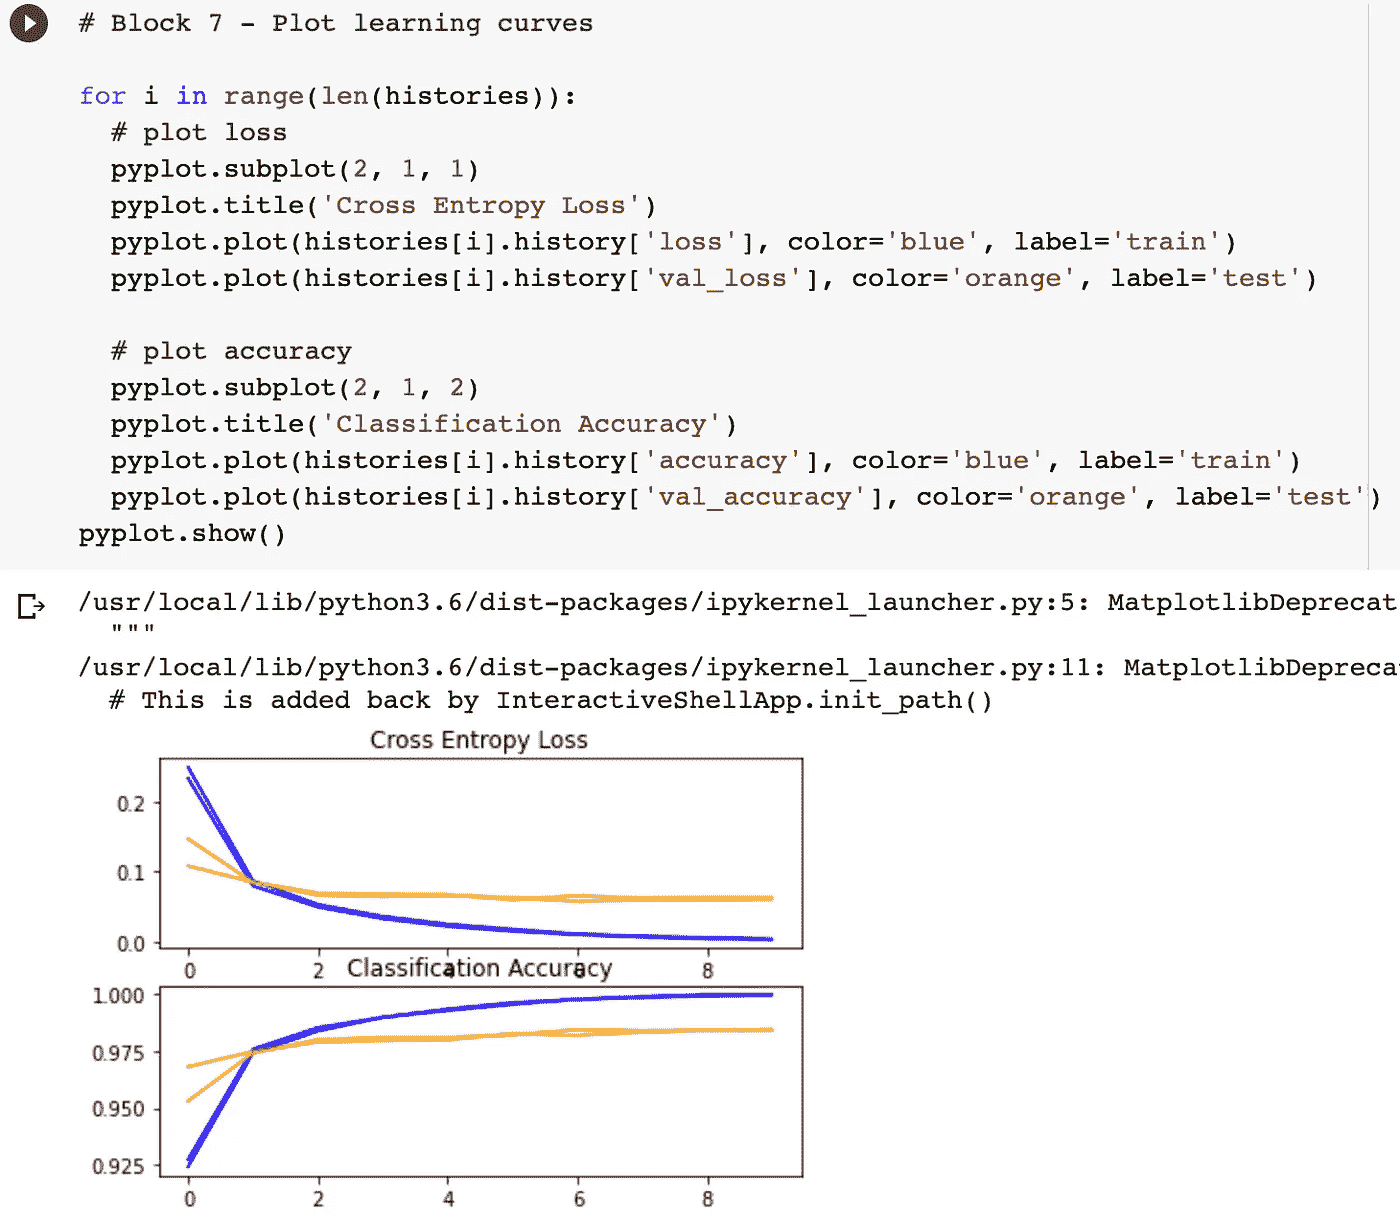 # Block 7 - Plot learning curves
for i in range(len(histories)):
# plot loss
pyplot.subplot(2, 1, 1)
pyplot.title('Cross Entropy Loss')
pyplot.plot(histories[i].history['loss'], color='blue', label='train')
pyplot.plot(histories[i].history['val_loss'], color='orange', label='test')
# plot accuracy
pyplot.subplot(2, 1, 2)
pyplot.title('Classification Accuracy')
pyplot.plot(histories[i].history['accuracy'], color='blue', label='train')
pyplot.plot(histories[i].history['val_accuracy'], color='orange', label='test')
pyplot.show()
/usr/local/lib/python3.6/dist-packages/ipykernel_launcher.py:5: MatplotlibDeprecat
"""
/usr/local/lib/python3.6/dist-packages/ipykernel_launcher.py:11: MatplotlibDepreca
# This is added back by InteractiveShellApp.init_path()
Cross Entropy Loss
0.2
0.1
0.0
0 2 4 6 8
Classification Accuracy
1.000
0.975
0.950
0.925
0 2 4 6 8